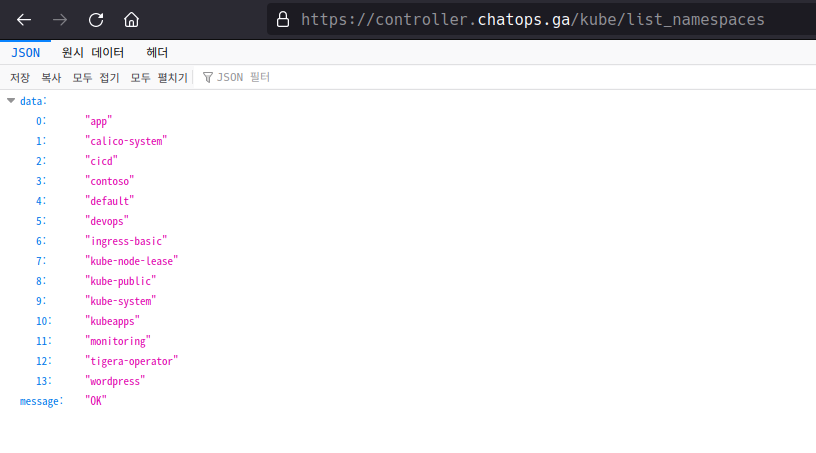 https://controller.chatops.ga/kube/list_namespaces
JSON 원시 데이터 헤더
저장 복사 모두 접기 모두 펼치기 JSON 필터
data:
0: "app"
1: "calico-system"
2: "cicd"
3: "contoso"
4: "default"
5: "devops"
6: "ingress-basic"
7: "kube-node-lease"
8: "kube-public"
9: "kube-system"
10: "kubeapps"
11: "monitoring"
12: "tigera-operator"
13: "wordpress"
message: "OK"